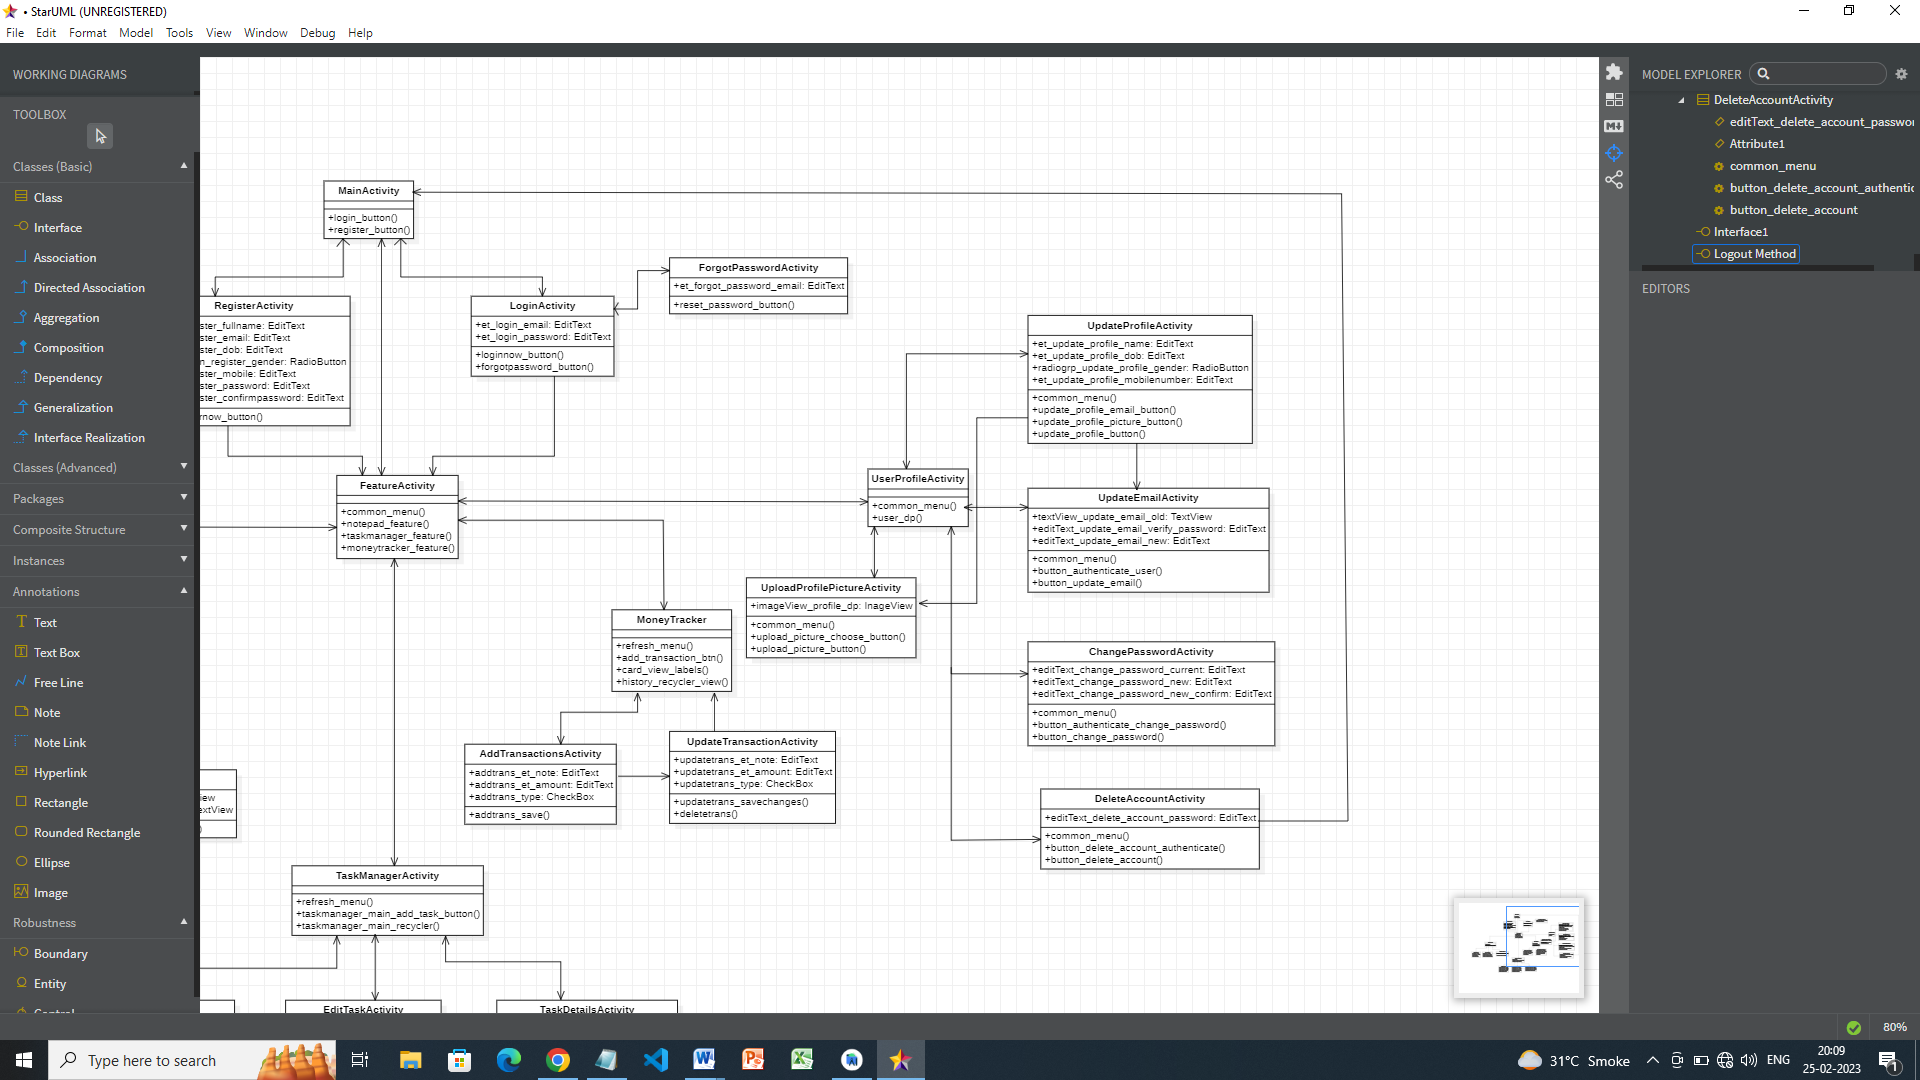 • StarUML (UNREGISTERED)
File Edit Format Model Tools View Window Debug Help
WORKING DIAGRAMS
TOOLBOX
Classes (Basic)
Class
Interface
Association
Directed Association
Aggregation
Composition
Dependency
Generalization
Interface Realization
Classes (Advanced)
Packages
Composite Structure
Instances
Annotations
Text
Text Box
Free Line
Note
Note Link
Hyperlink
Rectangle
Rounded Rectangle
Ellipse
Image
Robustness
Boundary
Entity
Control
MainActivity
+login_button()
+register_button()
RegisterActivity
ster_fullname: EditText
ster_email: EditText
ster_dob: EditText
n_register_gender: RadioButton
ster_mobile: EditText
ster_password: EditText
ster_confirmpassword: EditText
rnow_button()
LoginActivity
+et_login_email: EditText
+et_login_password: EditText
+loginnow_button()
+forgotpassword_button()
ForgotPasswordActivity
+et_forgot_password_email: EditText
+reset_password_button()
FeatureActivity
+common_menu()
+notepad_feature()
+taskmanager_feature()
+moneytracker_feature()
UserProfileActivity
+common_menu()
+user_dp()
UpdateProfileActivity
+et_update_profile_name: EditText
+et_update_profile_dob: EditText
+radiogrp_update_profile_gender: RadioButton
+et_update_profile_mobilenumber: EditText
+common_menu()
+update_profile_email_button()
+update_profile_picture_button()
+update_profile_button()
UpdateEmailActivity
+textView_update_email_old: TextView
+editText_update_email_verify_password: EditText
+editText_update_email_new: EditText
+common_menu()
+button_authenticate_user()
+button_update_email()
UploadProfilePictureActivity
+imageView_profile_dp: InageView
+common_menu()
+upload_picture_choose_button()
+upload_picture_button()
MoneyTracker
+refresh_menu()
+add_transaction_btn()
+card_view_labels()
+history_recycler_view()
ChangePasswordActivity
+editText_change_password_current: EditText
+editText_change_password_new: EditText
+editText_change_password_new_confirm: EditText
+common_menu()
+button_authenticate_change_password()
+button_change_password()
AddTransactionsActivity
+addtrans_et_note: EditText
+addtrans_et_amount: EditText
+addtrans_type: CheckBox
+addtrans_save()
UpdateTransactionActivity
+updatetrans_et_note: EditText
+updatetrans_et_amount: EditText
+updatetrans_type: CheckBox
+updatetrans_savechanges()
+deletetrans()
DeleteAccountActivity
+editText_delete_account_password: EditText
+common_menu()
+button_delete_account_authenticate()
+button_delete_account()
iew
extView
)
TaskManagerActivity
+refresh_menu()
+taskmanager_main_add_task_button()
+taskmanager_main_recycler()
EditTaskActivity
TaskDetailsActivity
MODEL EXPLORER
DeleteAccountActivity
editText_delete_account_passwor
Attribute1
common_menu
button_delete_account_authentic
button_delete_account
Interface1
Logout Method
EDITORS
80%
Type here to search
31°C Smoke
ENG
20:09
25-02-2023
1